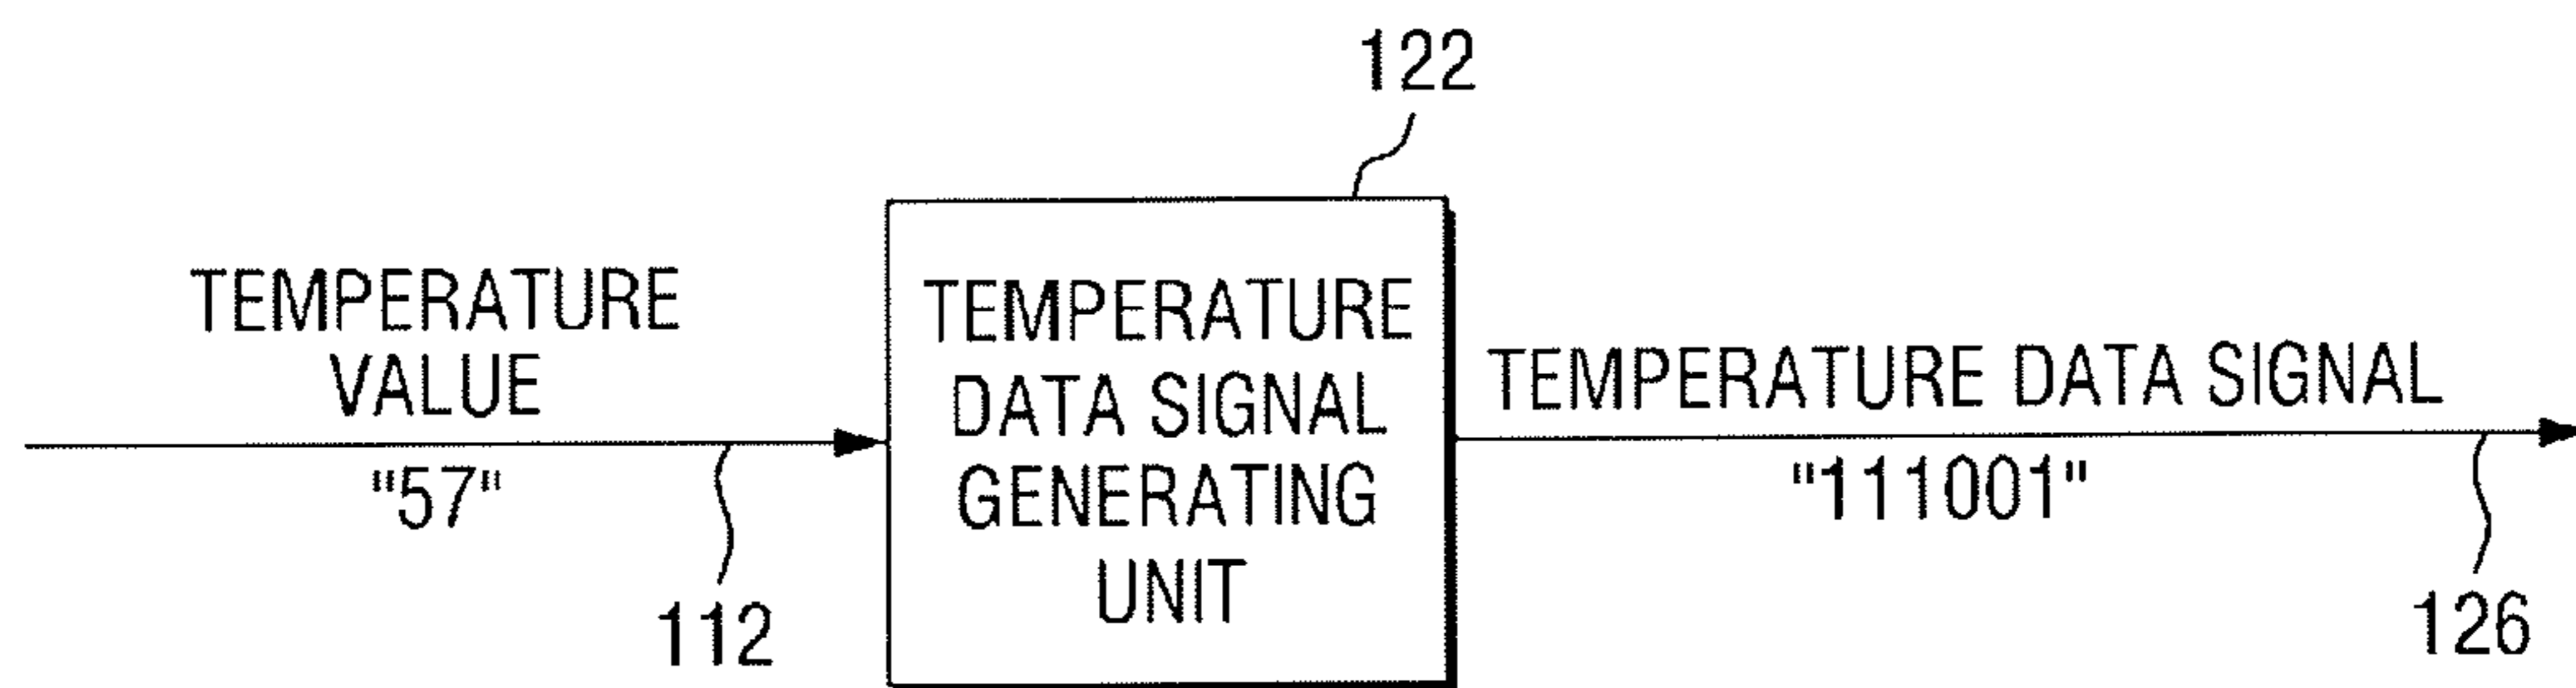 122
TEMPERATURE
VALUE
"57"
112
TEMPERATURE
DATA SIGNAL
GENERATING
UNIT
TEMPERATURE DATA SIGNAL
"111001"
126